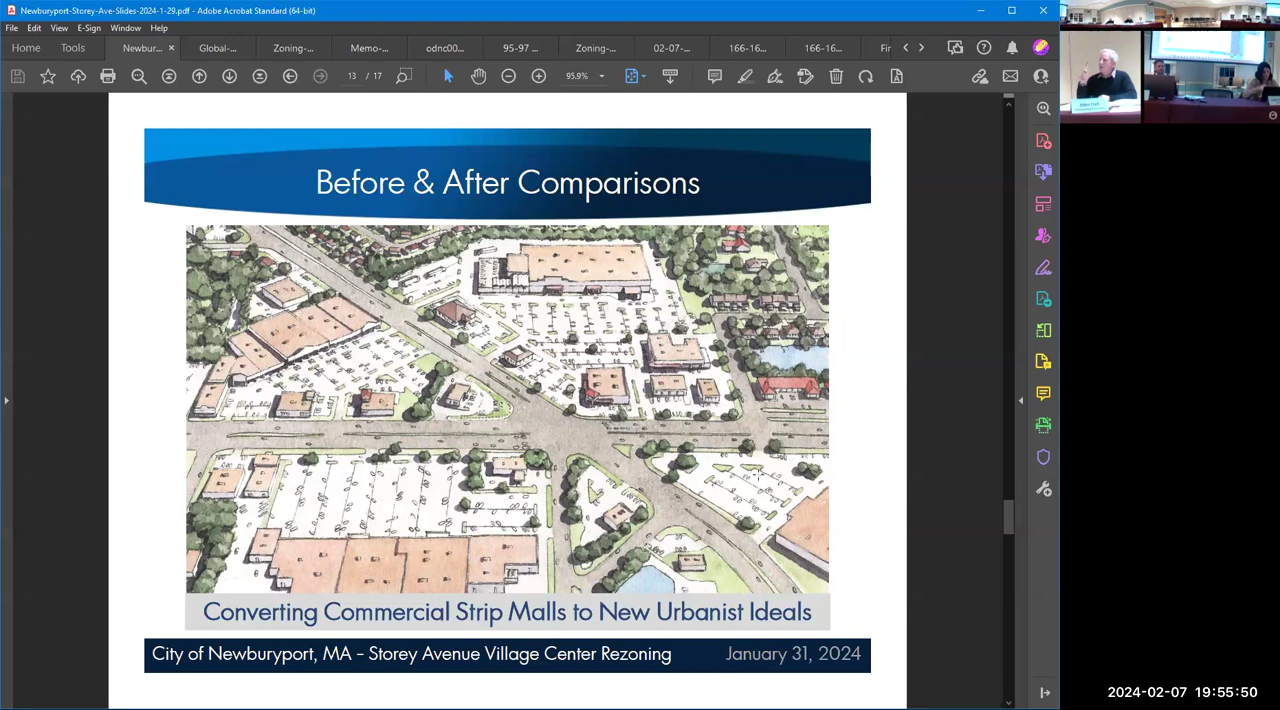 Newburyport-Storey-Ave-Slides-2024-1-29.pdf - Adobe Acrobat Standard (64-bit)
File Edit View E-Sign Window Help
Home Tools Newbur... × Global-... Zoning-... Memo-... odnc00... 95-97 ... Zoning-... 02-07-... 166-16... 166-16... Fir
13 / 17 95.9%
Before & After Comparisons
Converting Commercial Strip Malls to New Urbanist Ideals
City of Newburyport, MA – Storey Avenue Village Center Rezoning January 31, 2024
2024-02-07 19:55:50